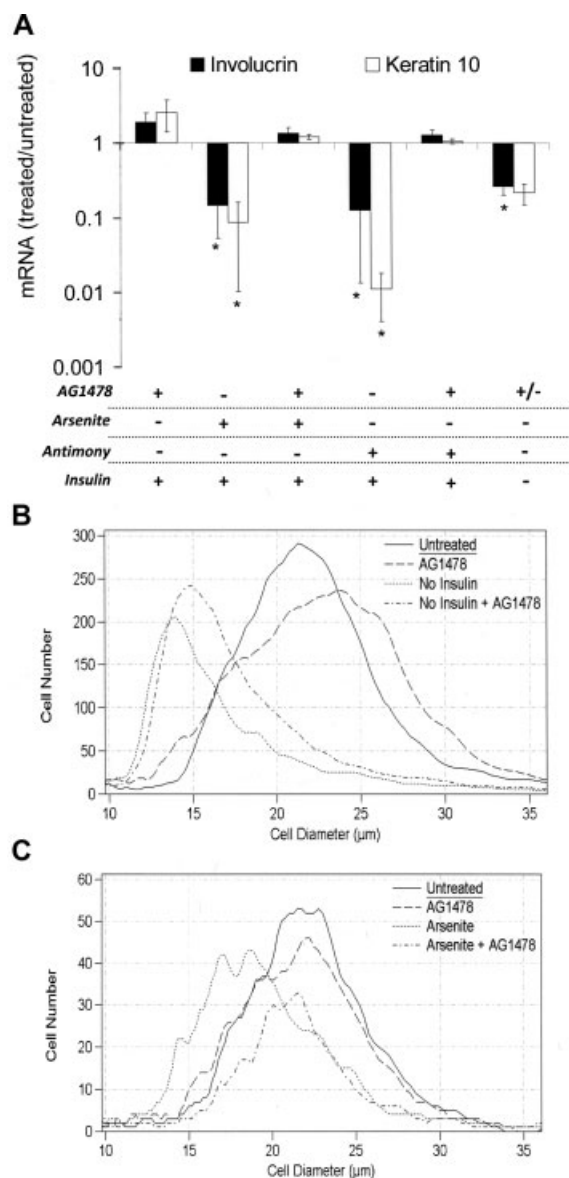 A
Involucrin Keratin 10
mRNA (treated/untreated)
10
1
0.1
0.01
0.001
* * * * * *
AG1478 + - + - + +/-
Arsenite - + + - - -
Antimony - - - + + -
Insulin + + + + + -
B
Untreated
AG1478
No Insulin
No Insulin + AG1478
Cell Number
300
250
200
150
100
50
0
10 15 20 25 30 35
Cell Diameter (µm)
C
Untreated
AG1478
Arsenite
Arsenite + AG1478
Cell Number
60
50
40
30
20
10
0
10 15 20 25 30 35
Cell Diameter (µm)